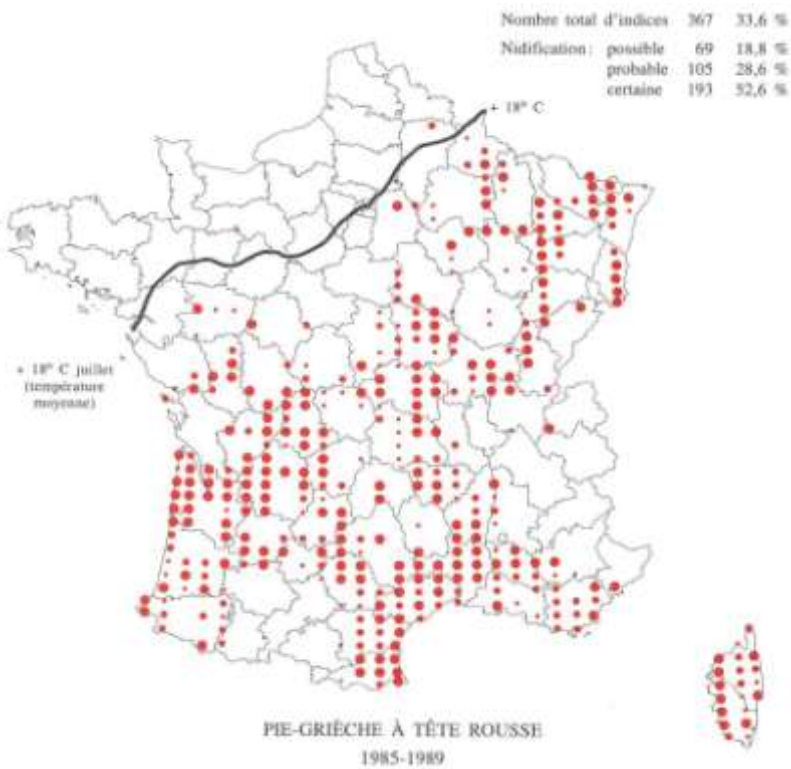 Nombre total d'indices 367 33,6 %
Nidification: possible 69 18,8 %
probable 105 28,6 %
certaine 193 52,6 %
+ 18° C
+ 18° C juillet
(température
moyenne)
PIE-GRIÈCHE À TÊTE ROUSSE
1985-1989